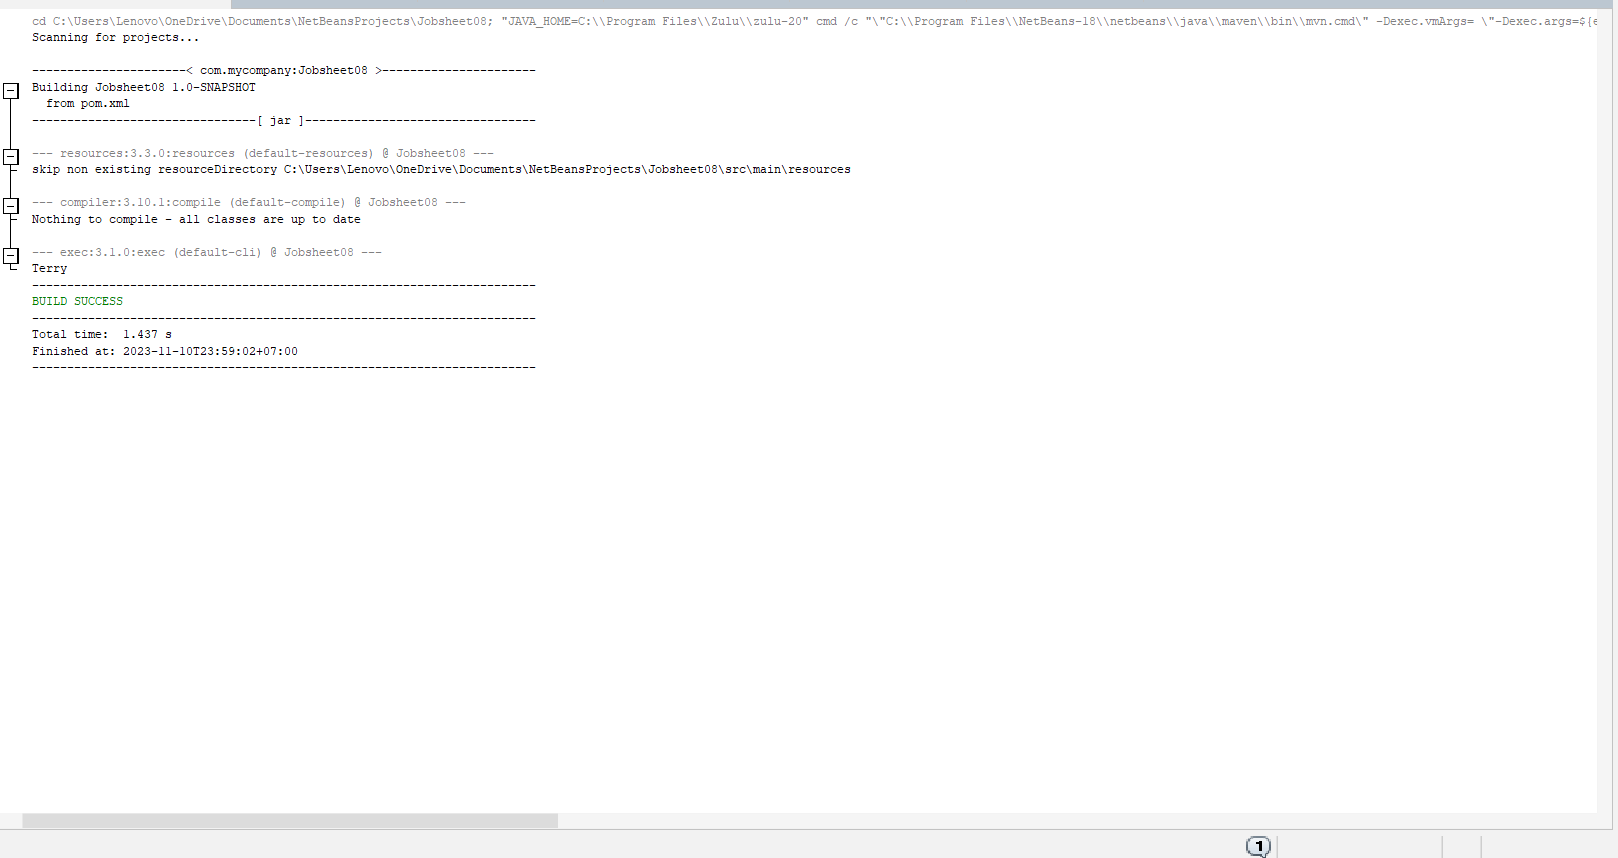 cd C:\Users\Lenovo\OneDrive\Documents\NetBeansProjects\Jobsheet08; "JAVA_HOME=C:\\Program Files\\Zulu\\zulu-20" cmd /c "\"C:\\Program Files\\NetBeans-18\\netbeans\\java\\maven\\bin\\mvn.cmd\" -Dexec.vmArgs= \"-Dexec.args=${e
Scanning for projects...
----------------------< com.mycompany:Jobsheet08 >----------------------
Building Jobsheet08 1.0-SNAPSHOT
  from pom.xml
--------------------------------[ jar ]---------------------------------
--- resources:3.3.0:resources (default-resources) @ Jobsheet08 ---
skip non existing resourceDirectory C:\Users\Lenovo\OneDrive\Documents\NetBeansProjects\Jobsheet08\src\main\resources
--- compiler:3.10.1:compile (default-compile) @ Jobsheet08 ---
Nothing to compile - all classes are up to date
--- exec:3.1.0:exec (default-cli) @ Jobsheet08 ---
Terry
------------------------------------------------------------------------
BUILD SUCCESS
------------------------------------------------------------------------
Total time:  1.437 s
Finished at: 2023-11-10T23:59:02+07:00
------------------------------------------------------------------------
1